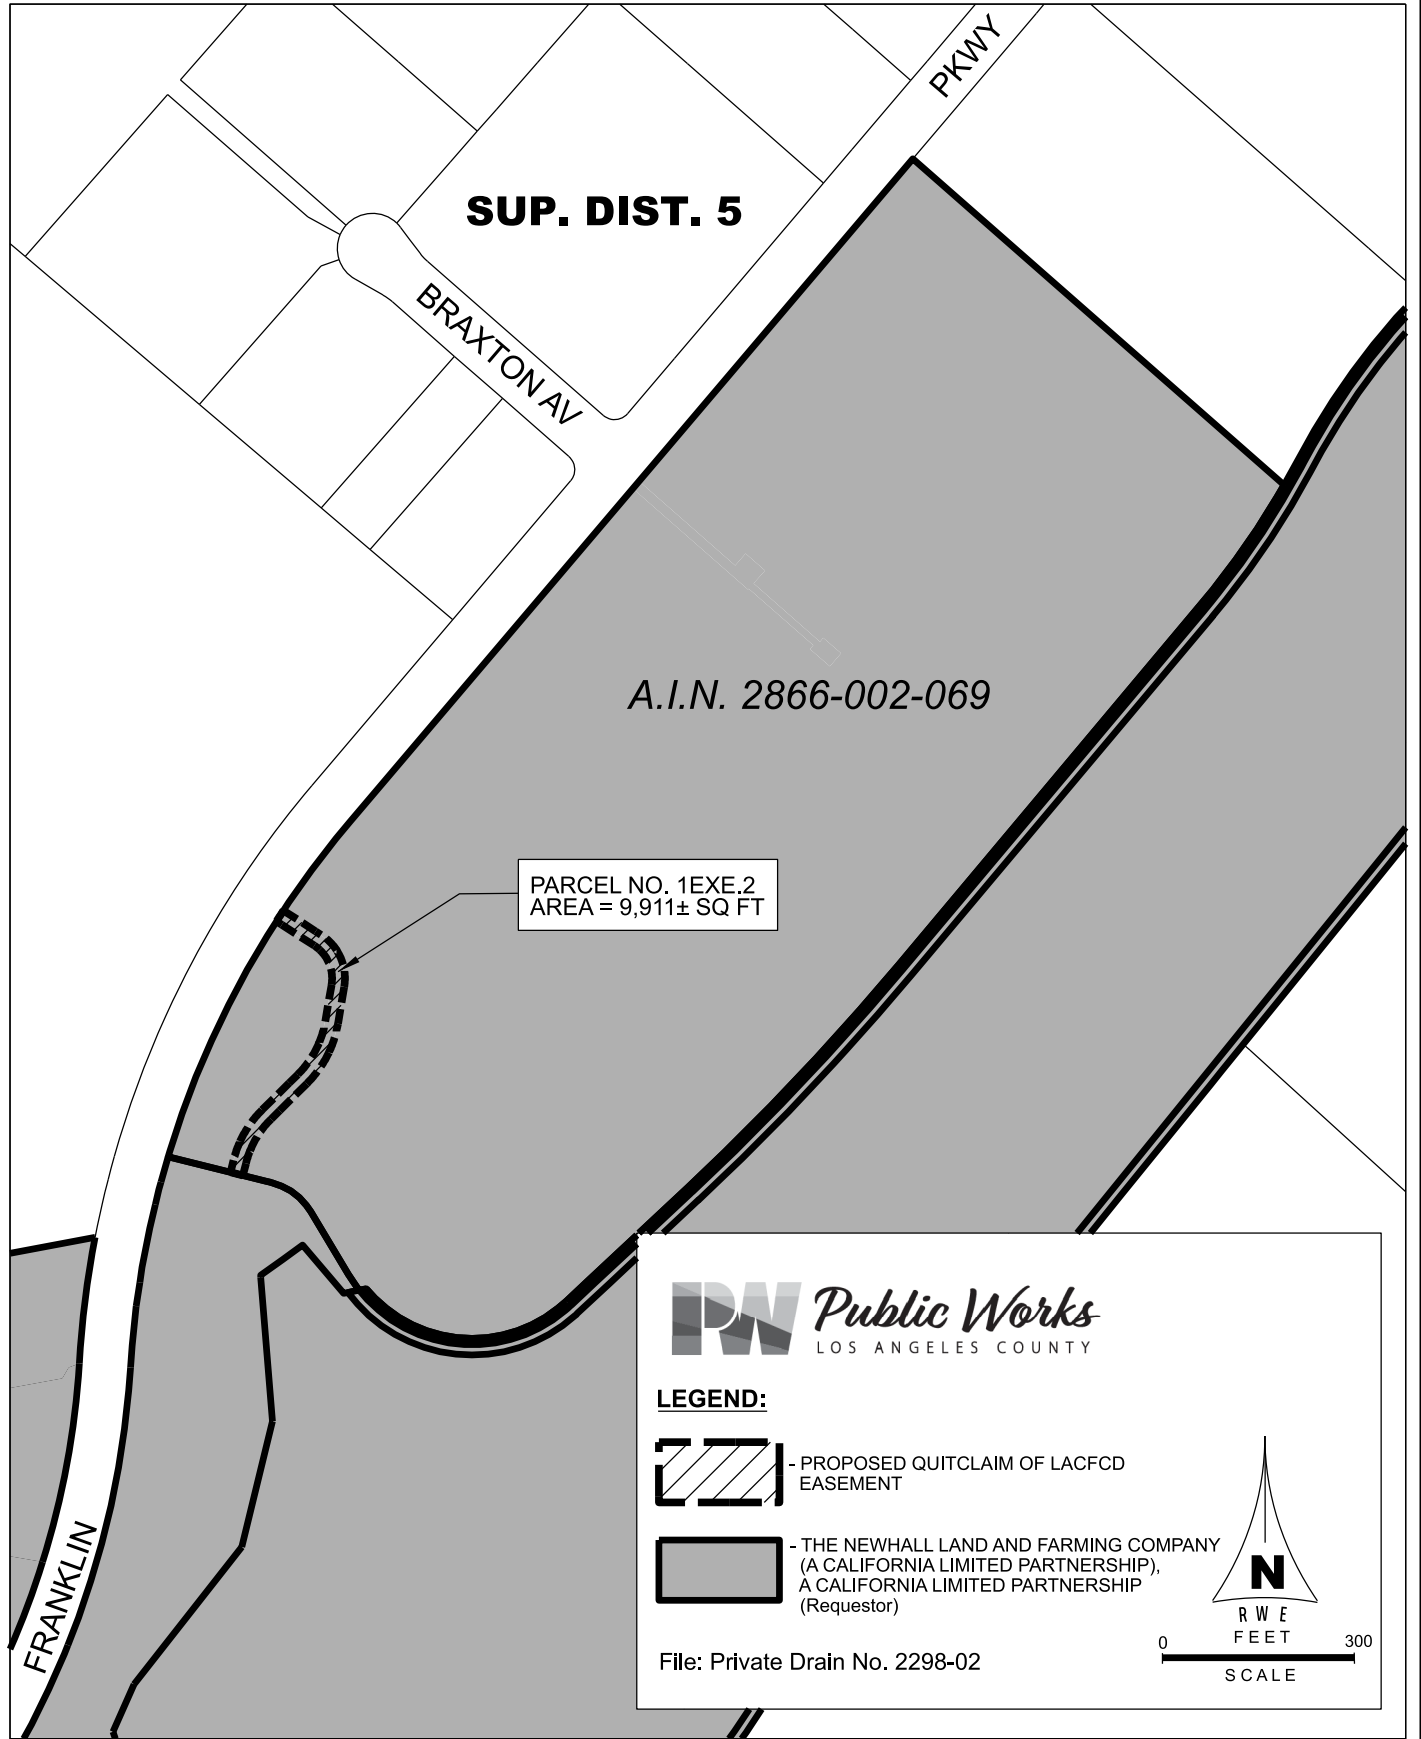 PKWY
SUP. DIST. 5
BRAXTON AV
A.I.N. 2866-002-069
PARCEL NO. 1EXE.2
AREA = 9,911± SQ FT
FRANKLIN
PW Public Works
LOS ANGELES COUNTY
LEGEND:
- PROPOSED QUITCLAIM OF LACFCD
EASEMENT
- THE NEWHALL LAND AND FARMING COMPANY
(A CALIFORNIA LIMITED PARTNERSHIP),
A CALIFORNIA LIMITED PARTNERSHIP
(Requestor)
File: Private Drain No. 2298-02
N
R W E
FEET
0 300
SCALE